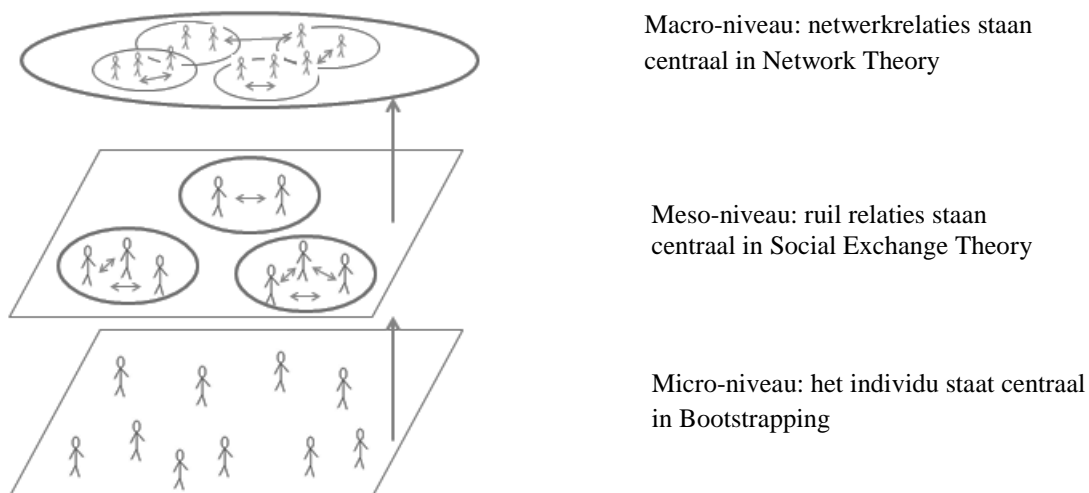 Macro-niveau: netwerkrelaties staan
centraal in Network Theory
Meso-niveau: ruil relaties staan
centraal in Social Exchange Theory
Micro-niveau: het individu staat centraal
in Bootstrapping